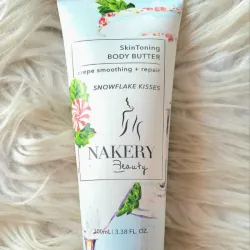 SkinToning
BODY BUTTER
crepe smoothing + repair
SNOWFLAKE KISSES
NAKERY
Beauty
100mL | 3.38 FL. OZ.